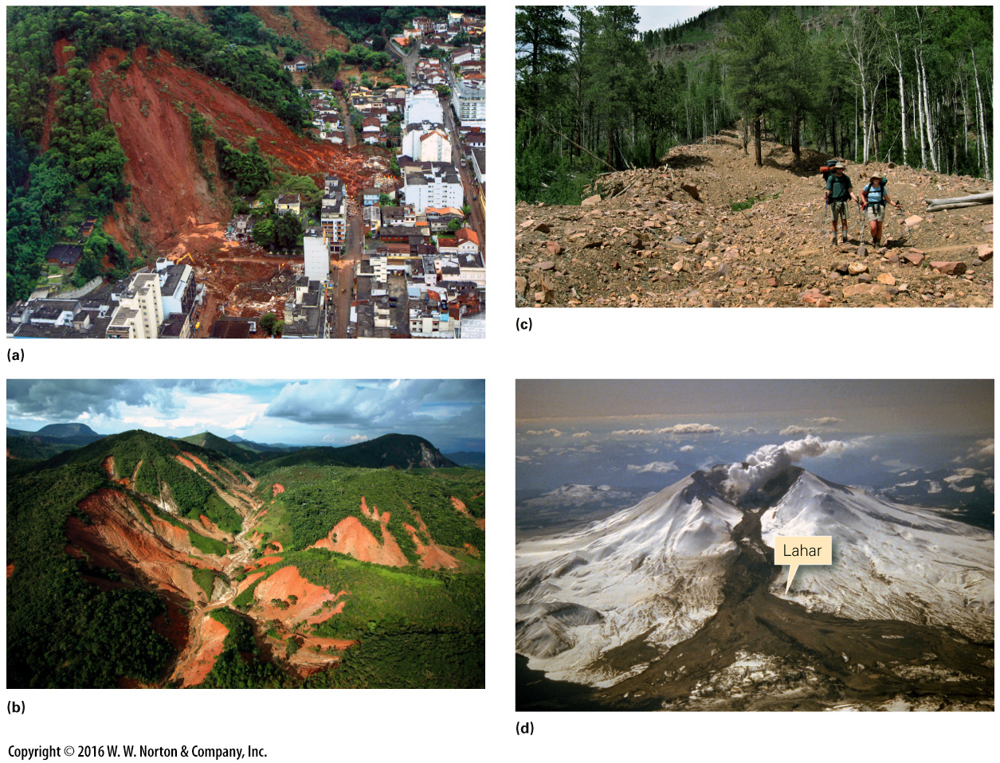 (a)
(c)
(b)
Lahar
(d)
Copyright © 2016 W. W. Norton & Company, Inc.